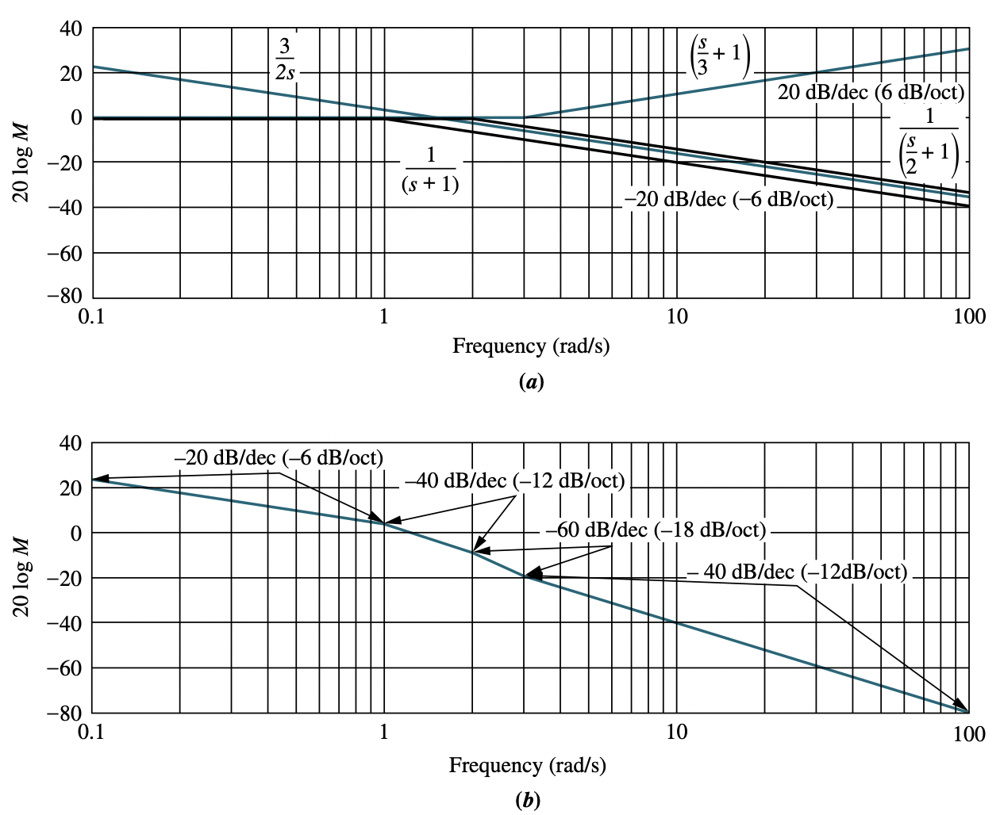 40
3
2s
(s/3 + 1)
20
20 dB/dec (6 dB/oct)
0
1
(s/2 + 1)
20 log M
–20
1
(s + 1)
–20 dB/dec (–6 dB/oct)
–40
–60
–80
0.1 1 10 100
Frequency (rad/s)
(a)
40
–20 dB/dec (–6 dB/oct)
–40 dB/dec (–12 dB/oct)
20
0
–60 dB/dec (–18 dB/oct)
20 log M
–20
– 40 dB/dec (–12dB/oct)
–40
–60
–80
0.1 1 10 100
Frequency (rad/s)
(b)